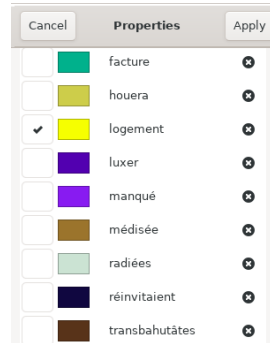 Cancel Properties Apply
facture
houera
logement
luxer
manqué
médisée
radiées
réinvitaient
transbahutâtes